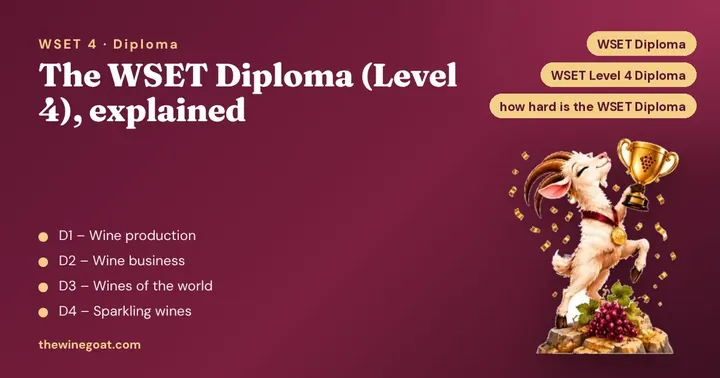 WSET 4 · Diploma
The WSET Diploma (Level
4), explained
WSET Diploma
WSET Level 4 Diploma
how hard is the WSET Diploma
D1 – Wine production
D2 – Wine business
D3 – Wines of the world
D4 – Sparkling wines
thewinegoat.com